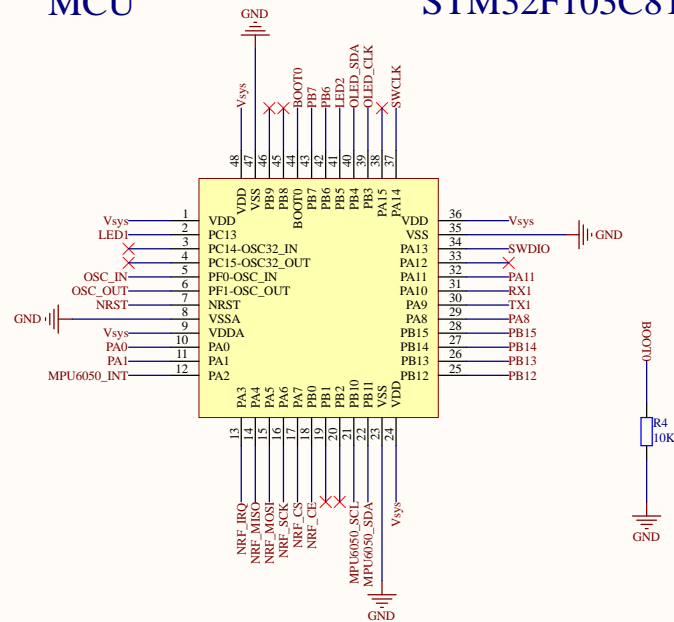 MCU
STM32F103C8T
GND
Vsys
BOOT0
PB7
PB6
LED2
OLED_SDA
OLED_CLK
SWCLK
48
47
46
45
44
43
42
41
40
39
38
37
VDD
VSS
PB9
PB8
BOOT0
PB7
PB6
PB5
PB4
PB3
PA15
PA14
Vsys 1 VDD
LED1 2 PC13
3 PC14-OSC32_IN
4 PC15-OSC32_OUT
OSC_IN 5 PF0-OSC_IN
OSC_OUT 6 PF1-OSC_OUT
NRST 7 NRST
GND 8 VSSA
Vsys 9 VDDA
PA0 10 PA0
PA1 11 PA1
MPU6050_INT 12 PA2
VDD 36 Vsys
VSS 35 GND
PA13 34 SWDIO
PA12 33
PA11 32 PA11
PA10 31 RX1
PA9 30 TX1
PA8 29 PA8
PB15 28 PB15
PB14 27 PB14
PB13 26 PB13
PB12 25 PB12
PA3
PA4
PA5
PA6
PA7
PB0
PB1
PB2
PB10
PB11
VSS
VDD
13
14
15
16
17
18
19
20
21
22
23
24
NRF_IRQ
NRF_MISO
NRF_MOSI
NRF_SCK
NRF_CS
NRF_CE
MPU6050_SCL
MPU6050_SDA
Vsys
GND
BOOT0
R4
10K
GND